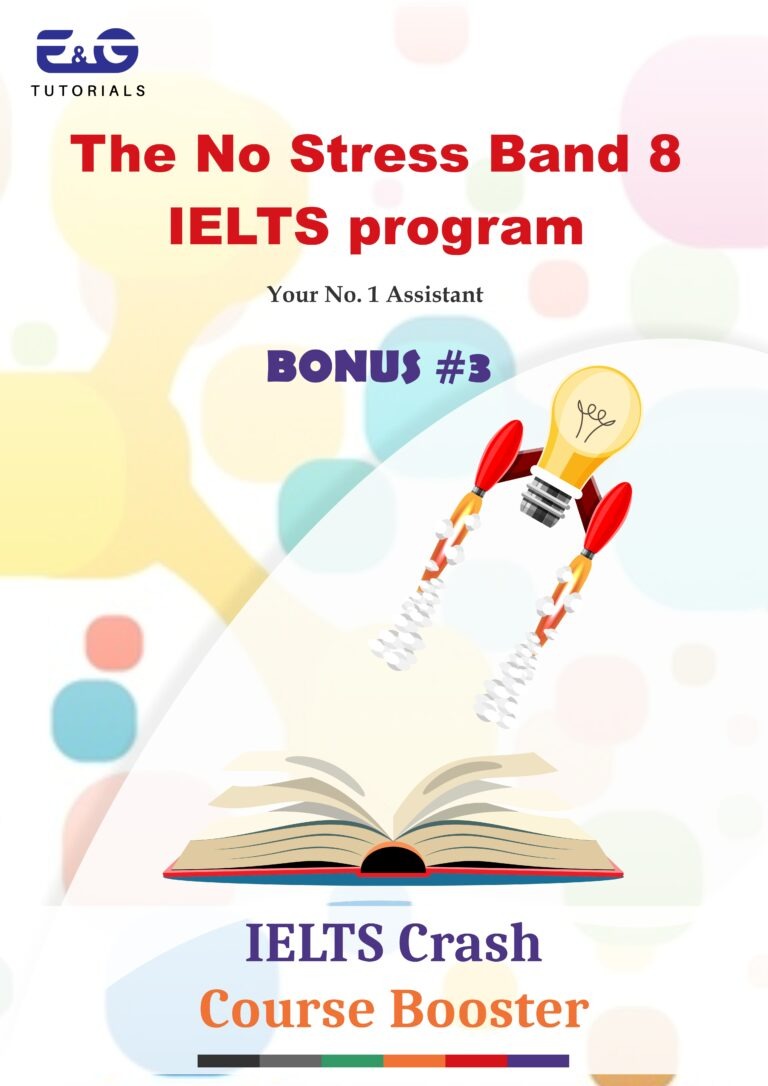 E&G
TUTORIALS
The No Stress Band 8
IELTS program
Your No. 1 Assistant
BONUS #3
IELTS Crash
Course Booster